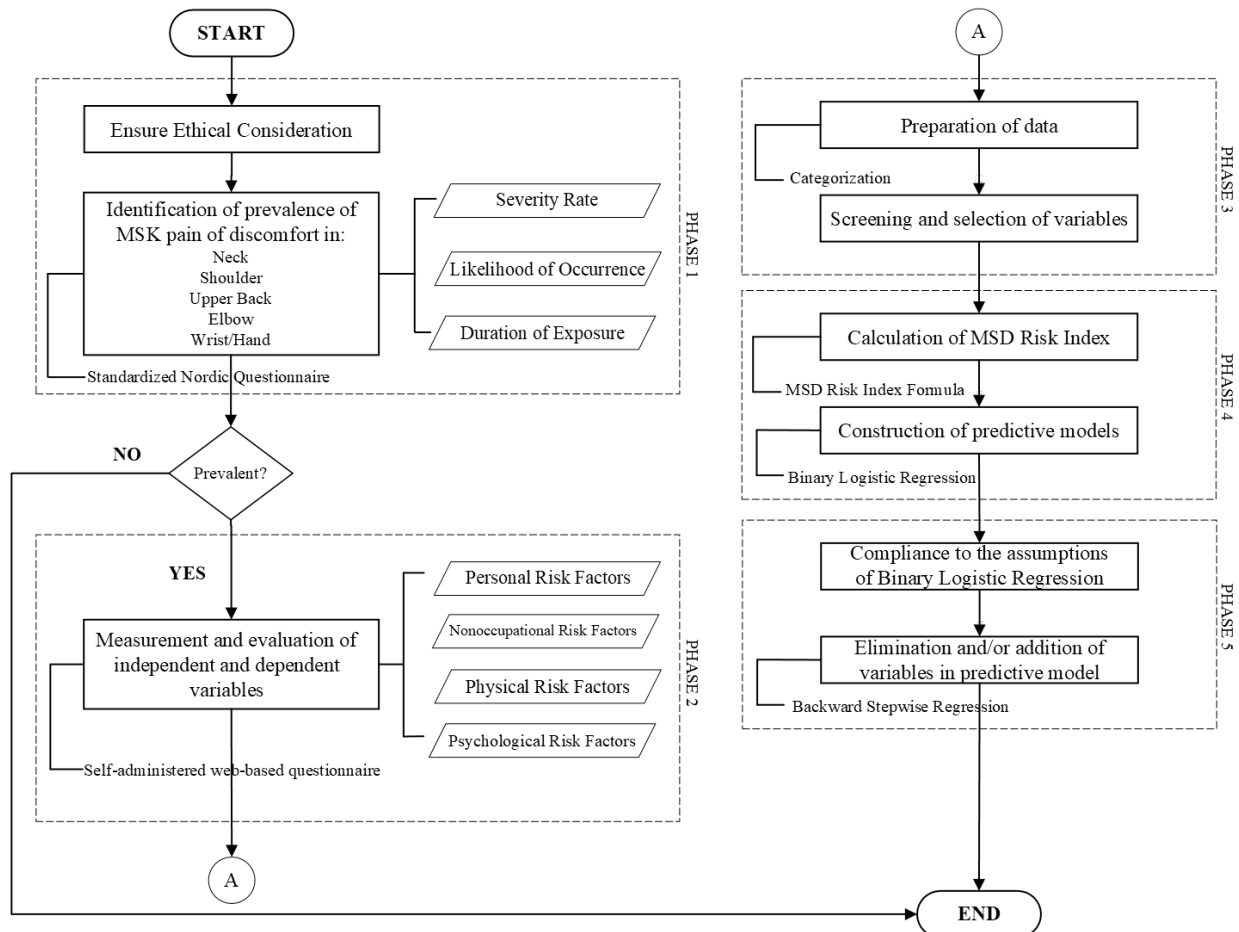 START
Ensure Ethical Consideration
Identification of prevalence of
MSK pain of discomfort in:
Neck
Shoulder
Upper Back
Elbow
Wrist/Hand
Standardized Nordic Questionnaire
Severity Rate
Likelihood of Occurrence
Duration of Exposure
PHASE 1
Prevalent?
NO
YES
Measurement and evaluation of
independent and dependent
variables
Self-administered web-based questionnaire
Personal Risk Factors
Nonoccupational Risk Factors
Physical Risk Factors
Psychological Risk Factors
PHASE 2
A
A
Preparation of data
Categorization
Screening and selection of variables
PHASE 3
Calculation of MSD Risk Index
MSD Risk Index Formula
Construction of predictive models
Binary Logistic Regression
PHASE 4
Compliance to the assumptions
of Binary Logistic Regression
Elimination and/or addition of
variables in predictive model
Backward Stepwise Regression
PHASE 5
END